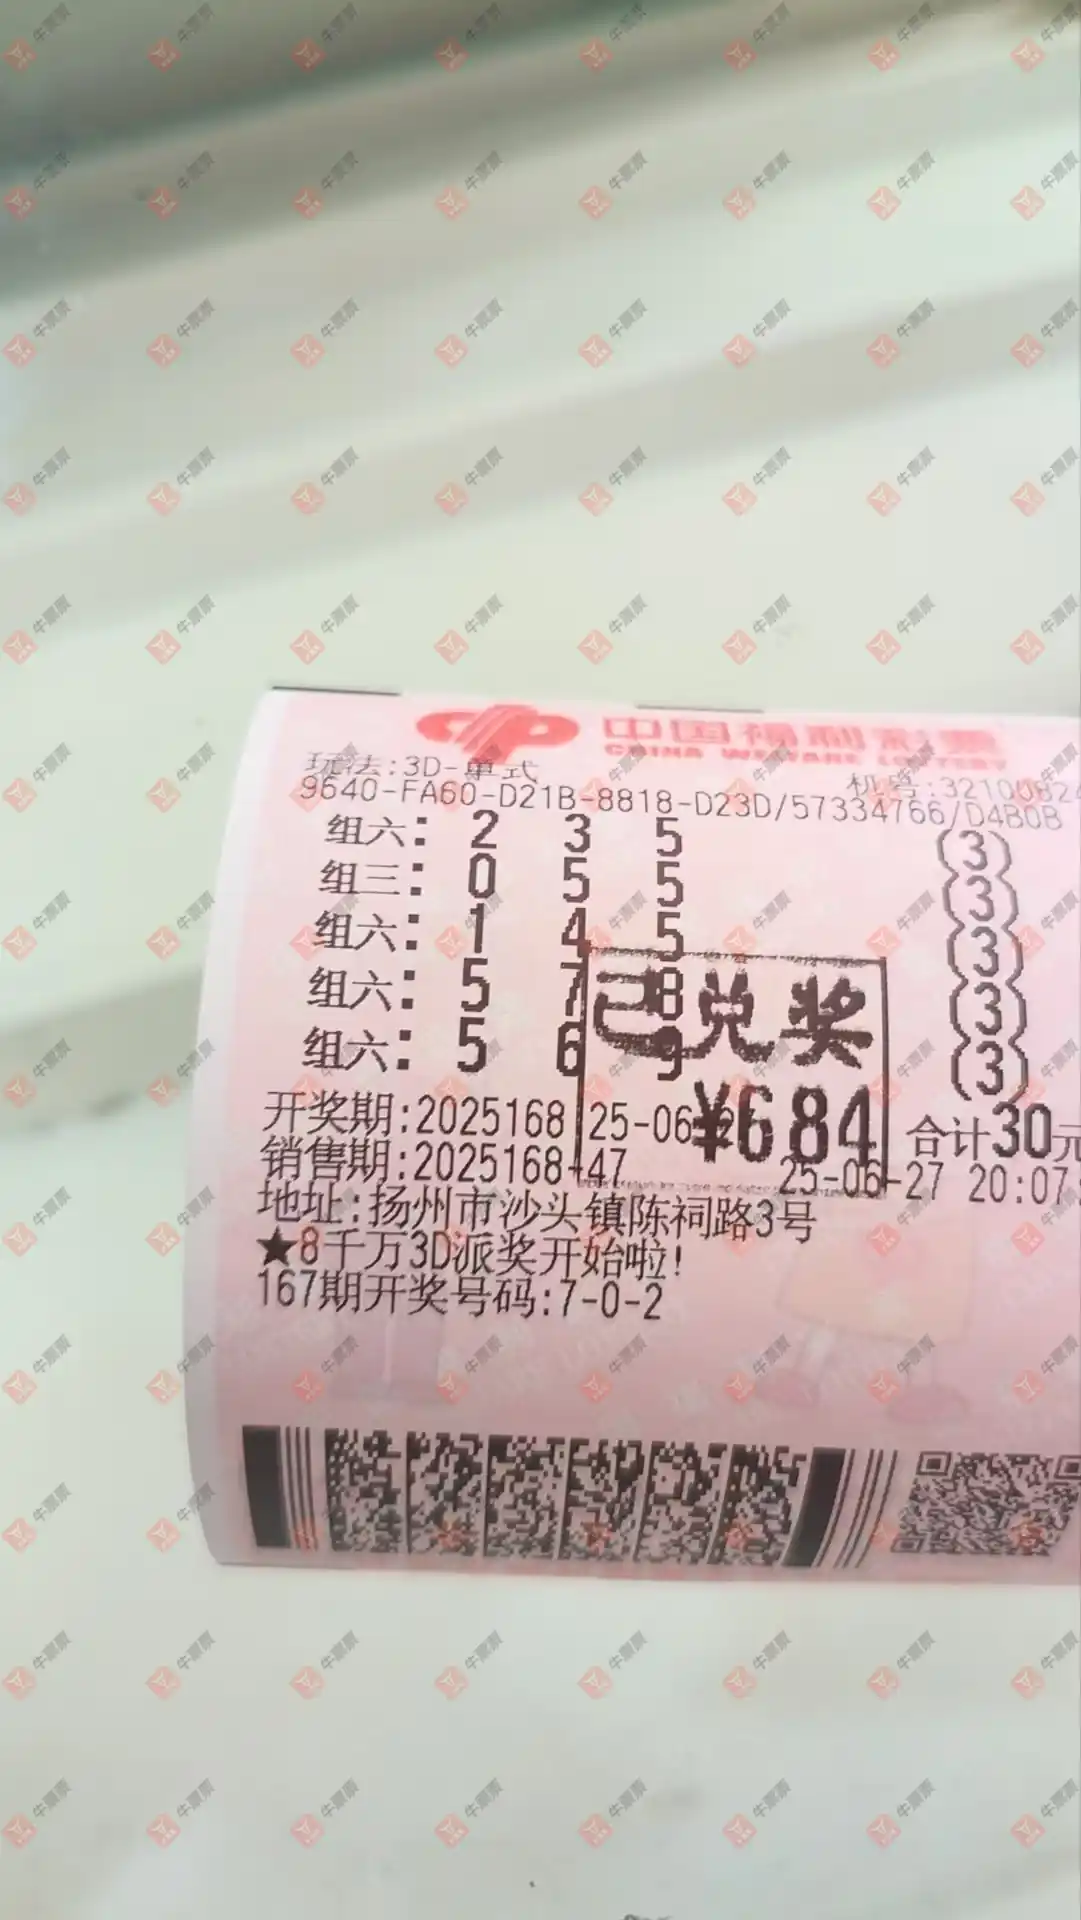 中国福利彩票
CHINA WELFARE LOTTERY
玩法:3D-单式
机号:32100824
9640-FA60-D21B-8818-D23D/57334766/D4B0B
组六: 2 3 5 (3)
组三: 0 5 5 (3)
组六: 1 4 5 (3)
组六: 5 7 8 (3)
组六: 5 6 9 (3)
已兑奖
¥684
开奖期:2025168 25-06-27 合计30元
销售期:2025168-47 25-06-27 20:07:
地址:扬州市沙头镇陈祠路3号
★8千万3D派奖开始啦!
167期开奖号码:7-0-2
牛票票